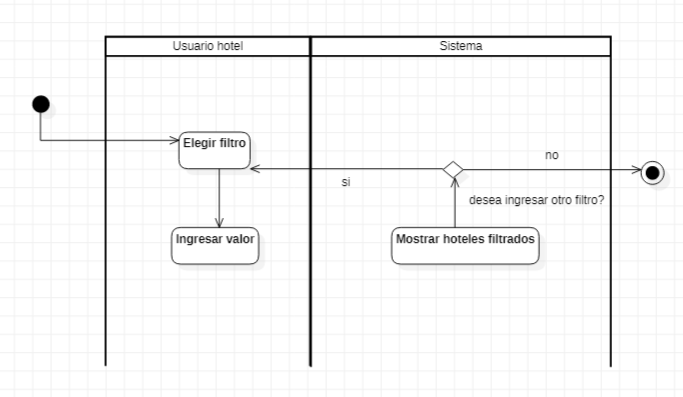 Usuario hotel
Sistema
Elegir filtro
no
si
desea ingresar otro filtro?
Ingresar valor
Mostrar hoteles filtrados